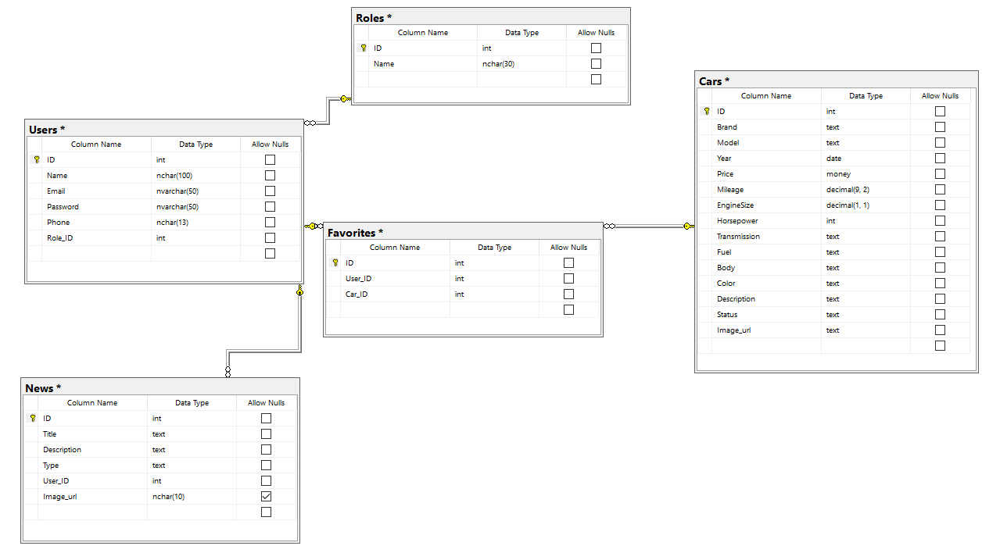 Roles *
Column Name Data Type Allow Nulls
ID int
Name nchar(30)
Cars *
Column Name Data Type Allow Nulls
ID int
Brand text
Model text
Year date
Price money
Mileage decimal(9, 2)
EngineSize decimal(1, 1)
Horsepower int
Transmission text
Fuel text
Body text
Color text
Description text
Status text
Image_url text
Users *
Column Name Data Type Allow Nulls
ID int
Name nchar(100)
Email nvarchar(50)
Password nvarchar(50)
Phone nchar(13)
Role_ID int
Favorites *
Column Name Data Type Allow Nulls
ID int
User_ID int
Car_ID int
News *
Column Name Data Type Allow Nulls
ID int
Title text
Description text
Type text
User_ID int
Image_url nchar(10)